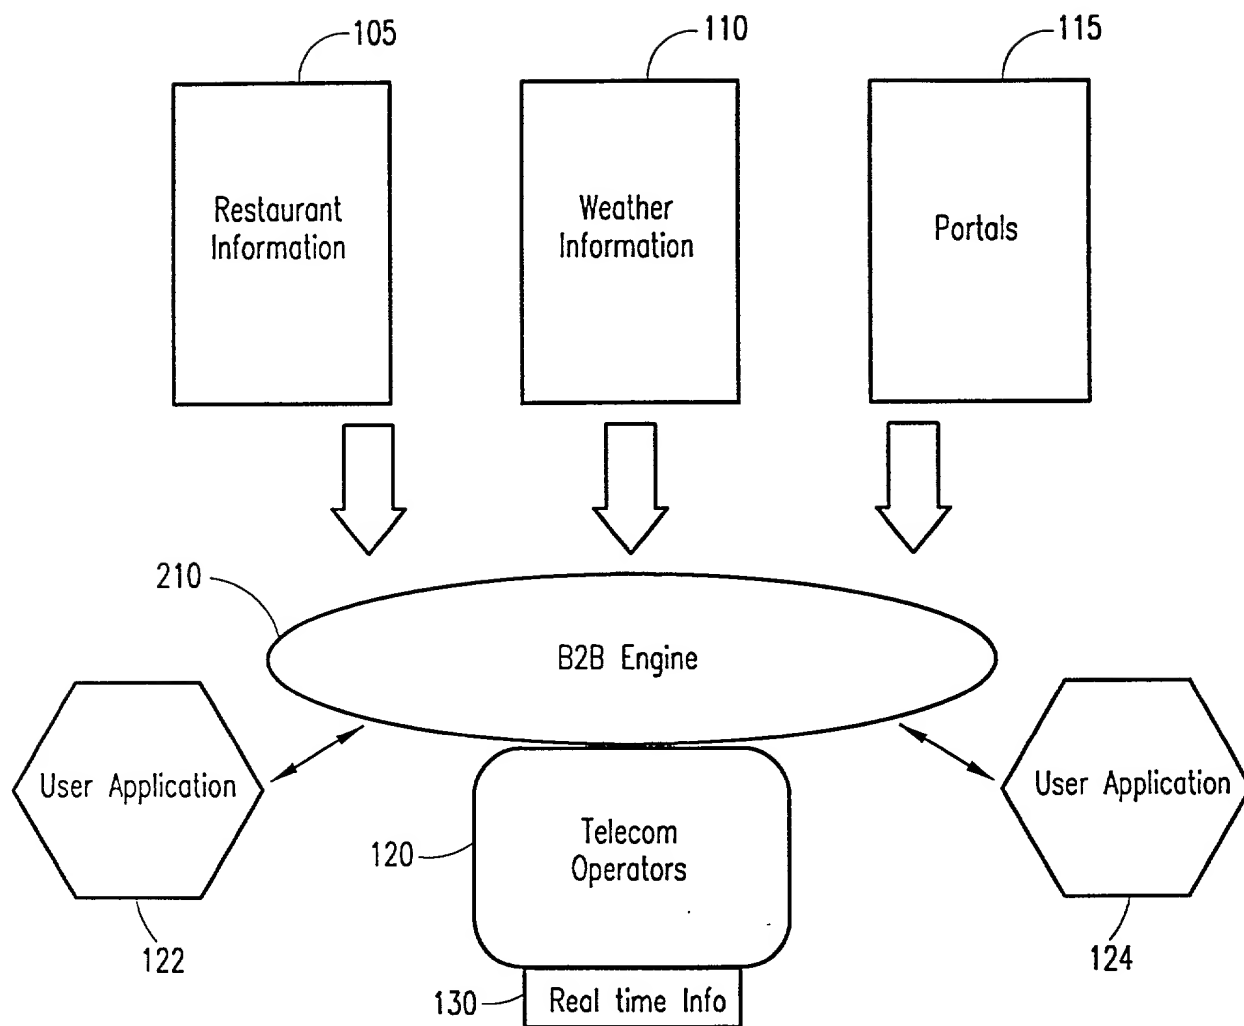 105
110
115
Restaurant
Information
Weather
Information
Portals
210
B2B Engine
User Application
User Application
Telecom
Operators
120
122
124
130
Real time Info